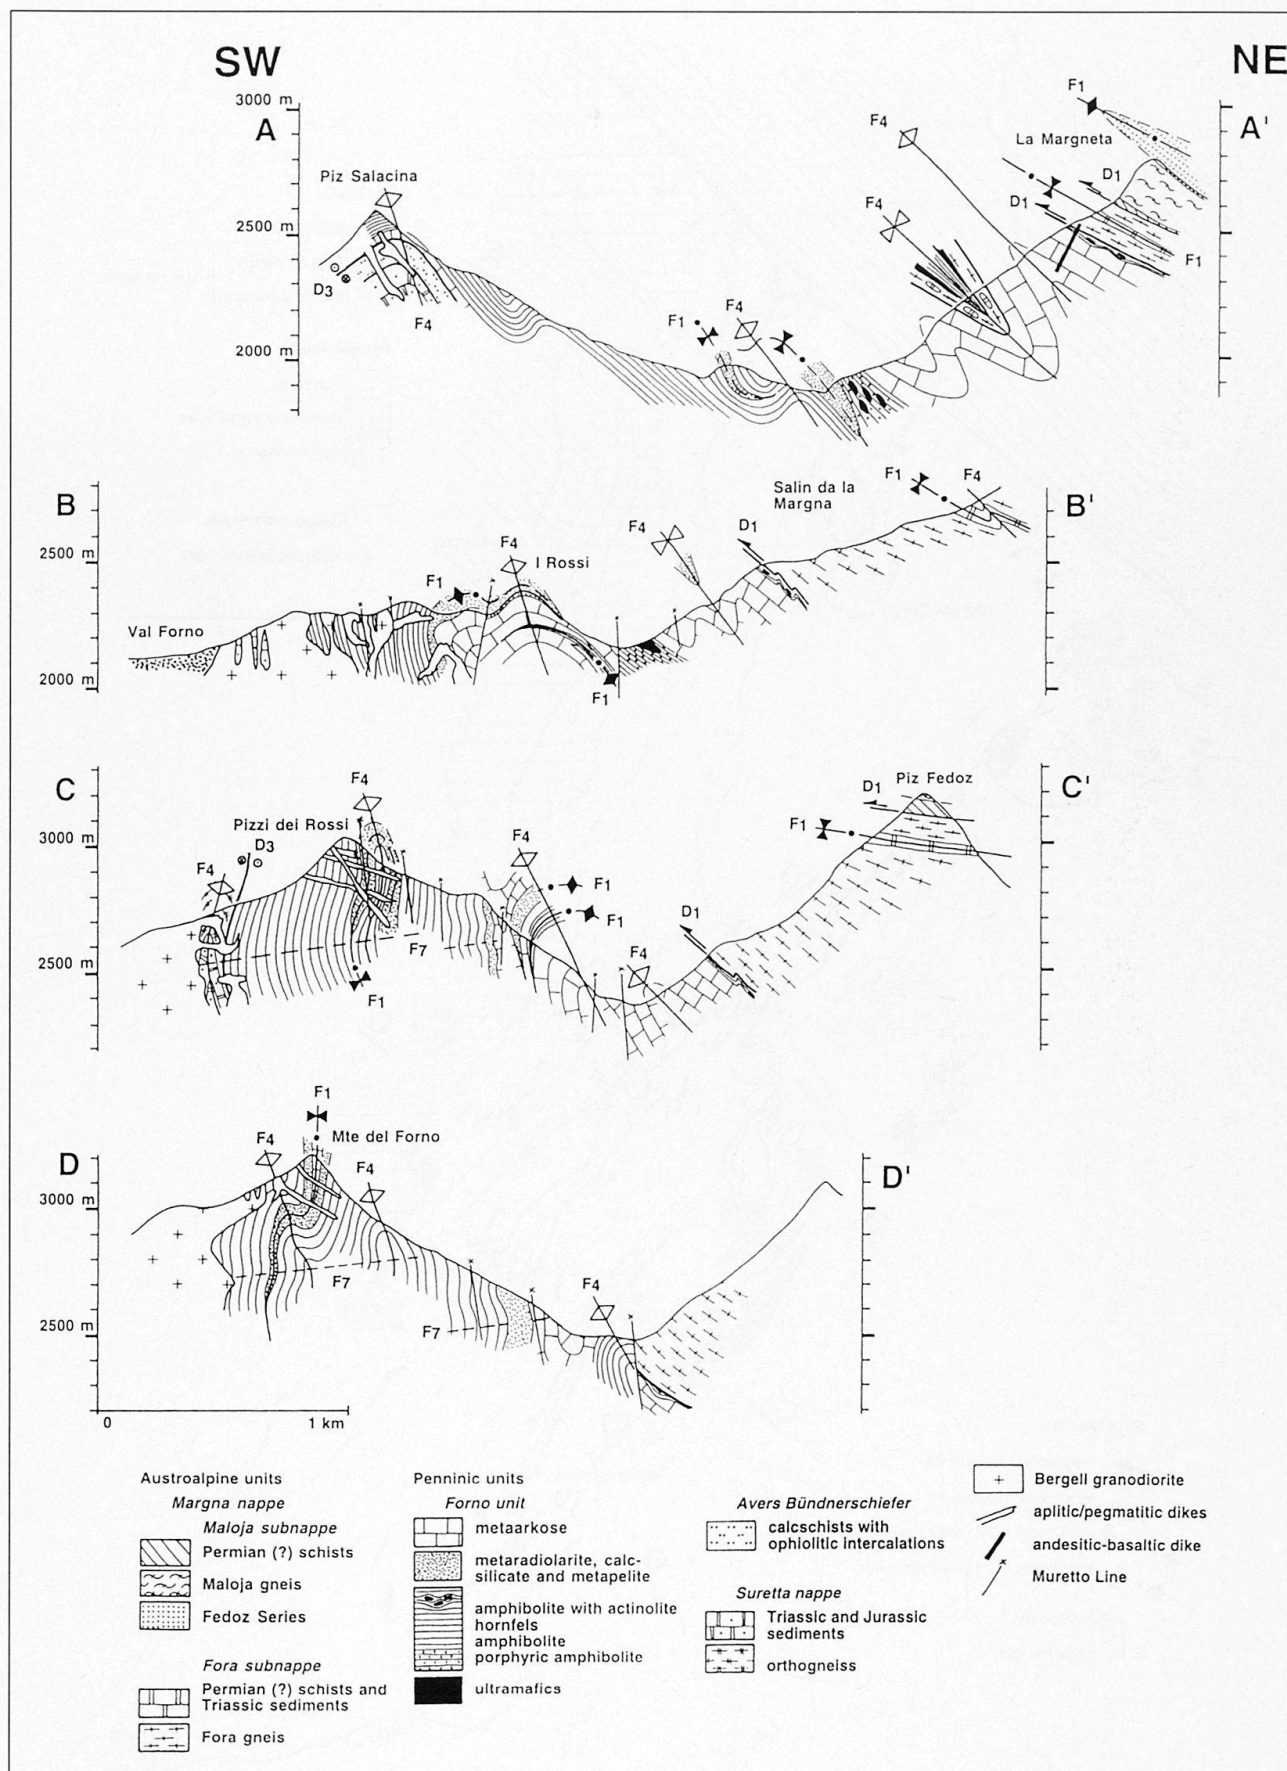 SW
NE
3000 m
A
A'
F1
La Margneta
F4
Piz Salacina
D1
F4
D1
2500 m
D3
F4
F1
F1
F4
2000 m
B
B'
Salin da la
Margna
F1
F4
F4
D1
2500 m
F4
I Rossi
F1
Val Forno
2000 m
F1
C
C'
F4
Piz Fedoz
D1
Pizzi dei Rossi
F1
3000 m
D3
F4
F4
F1
F1
D1
F7
F4
2500 m
F1
F1
Mte del Forno
F4
D
D'
F4
3000 m
F7
F4
2500 m
F7
0
1 km
Austroalpine units
Margna nappe
Maloja subnappe
Permian (?) schists
Maloja gneis
Fedoz Series
Fora subnappe
Permian (?) schists and
Triassic sediments
Fora gneis
Penninic units
Forno unit
metaarkose
metaradiolarite, calc-
silicate and metapelite
amphibolite with actinolite
hornfels
amphibolite
porphyric amphibolite
ultramafics
Avers Bündnerschiefer
calcschists with
ophiolitic intercalations
Suretta nappe
Triassic and Jurassic
sediments
orthogneiss
Bergell granodiorite
aplitic/pegmatitic dikes
andesitic-basaltic dike
Muretto Line